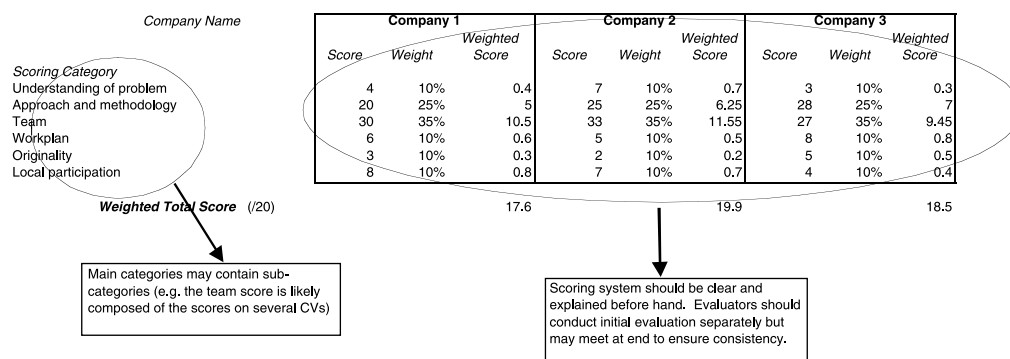 Company Name Company 1 Company 2 Company 3
Weighted Weighted Weighted
Score Weight Score Score Weight Score Score Weight Score
Scoring Category
Understanding of problem 4 10% 0.4 7 10% 0.7 3 10% 0.3
Approach and methodology 20 25% 5 25 25% 6.25 28 25% 7
Team 30 35% 10.5 33 35% 11.55 27 35% 9.45
Workplan 6 10% 0.6 5 10% 0.5 8 10% 0.8
Originality 3 10% 0.3 2 10% 0.2 5 10% 0.5
Local participation 8 10% 0.8 7 10% 0.7 4 10% 0.4
Weighted Total Score (/20) 17.6 19.9 18.5
Main categories may contain sub-
categories (e.g. the team score is likely
composed of the scores on several CVs)
Scoring system should be clear and
explained before hand. Evaluators should
conduct initial evaluation separately but
may meet at end to ensure consistency.